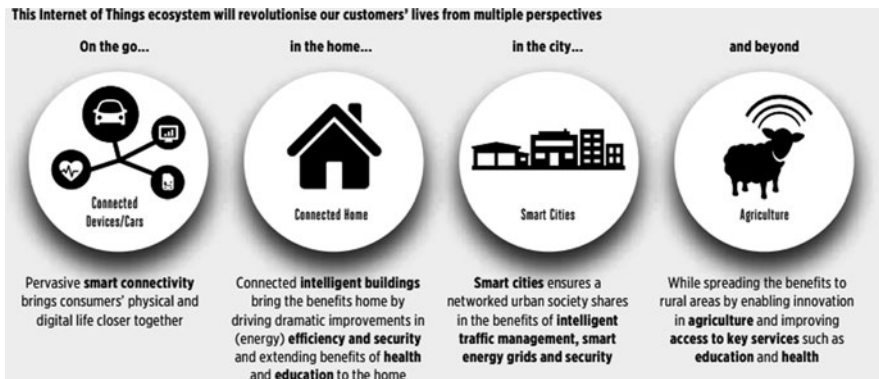 This Internet of Things ecosystem will revolutionise our customers' lives from multiple perspectives
On the go...
in the home...
in the city...
and beyond
Connected
Devices/Cars
Connected Home
Smart Cities
Agriculture
Pervasive smart connectivity
brings consumers' physical and
digital life closer together
Connected intelligent buildings
bring the benefits home by
driving dramatic improvements in
(energy) efficiency and security
and extending benefits of health
and education to the home
Smart cities ensures a
networked urban society shares
in the benefits of intelligent
traffic management, smart
energy grids and security
While spreading the benefits to
rural areas by enabling innovation
in agriculture and improving
access to key services such as
education and health